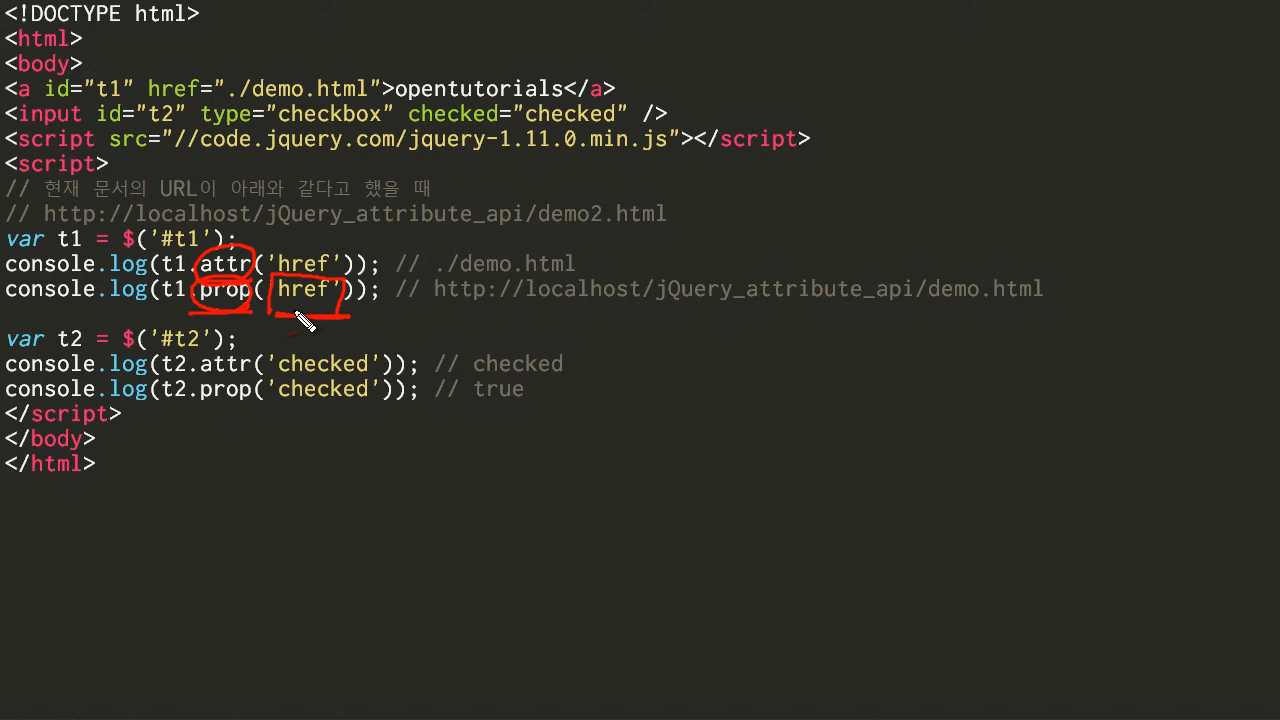 <!DOCTYPE html>
<html>
<body>
<a id="t1" href="./demo.html">opentutorials</a>
<input id="t2" type="checkbox" checked="checked" />
<script src="//code.jquery.com/jquery-1.11.0.min.js"></script>
<script>
// 현재 문서의 URL이 아래와 같다고 했을 때
// http://localhost/jQuery_attribute_api/demo2.html
var t1 = $('#t1');
console.log(t1.attr('href')); // ./demo.html
console.log(t1.prop('href')); // http://localhost/jQuery_attribute_api/demo.html
var t2 = $('#t2');
console.log(t2.attr('checked')); // checked
console.log(t2.prop('checked')); // true
</script>
</body>
</html>